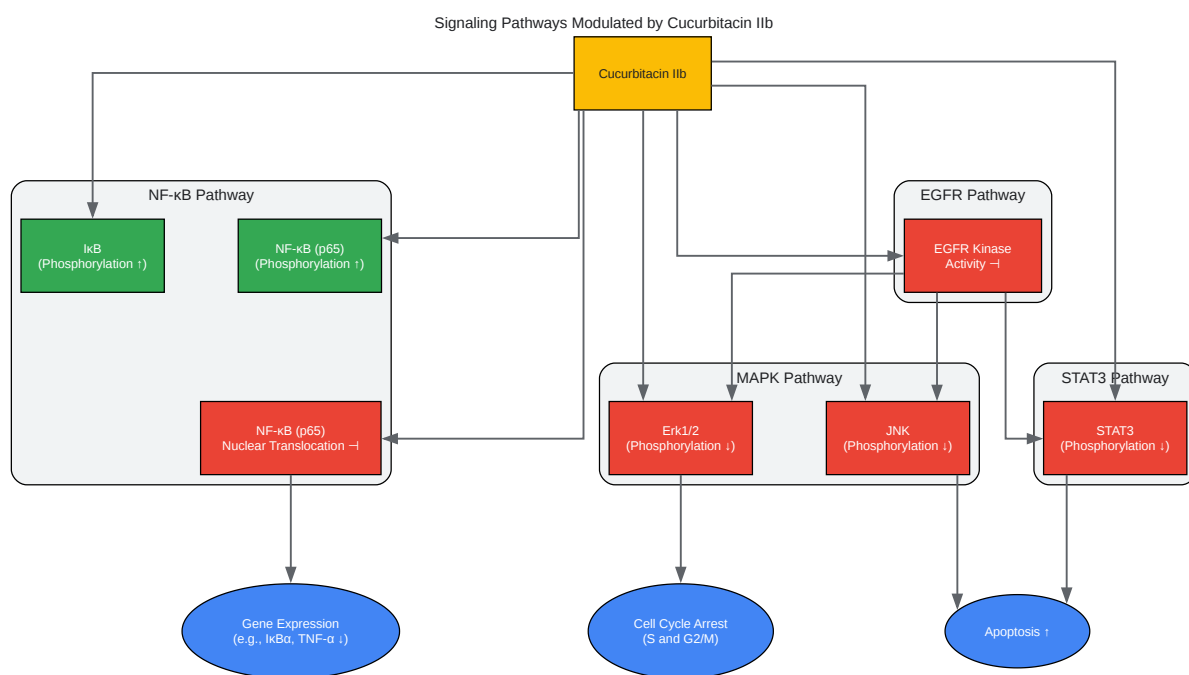 Signaling Pathways Modulated by Cucurbitacin IIb
Cucurbitacin IIb
NF-κB Pathway
IκB
(Phosphorylation ↑)
NF-κB (p65)
(Phosphorylation ↑)
NF-κB (p65)
Nuclear Translocation ⊣
EGFR Pathway
EGFR Kinase
Activity ⊣
MAPK Pathway
Erk1/2
(Phosphorylation ↓)
JNK
(Phosphorylation ↓)
STAT3 Pathway
STAT3
(Phosphorylation ↓)
Gene Expression
(e.g., IκBα, TNF-α ↓)
Cell Cycle Arrest
(S and G2/M)
Apoptosis ↑